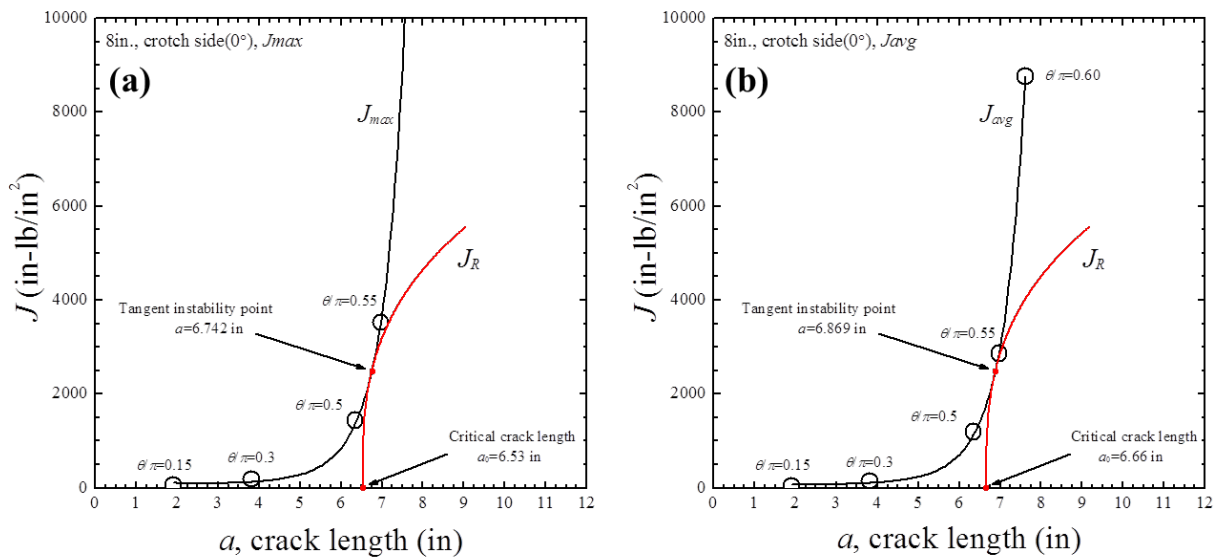 8in., crotch side(0°), Jmax
(a)
J (in-lb/in²)
10000
8000
6000
4000
2000
0
Jmax
JR
θ/π=0.55
Tangent instability point
a=6.742 in
θ/π=0.5
Critical crack length
a₀=6.53 in
θ/π=0.3
θ/π=0.15
0 1 2 3 4 5 6 7 8 9 10 11 12
a, crack length (in)
8in., crotch side(0°), Javg
(b)
J (in-lb/in²)
10000
8000
6000
4000
2000
0
θ/π=0.60
Javg
JR
θ/π=0.55
Tangent instability point
a=6.869 in
θ/π=0.5
Critical crack length
a₀=6.66 in
θ/π=0.3
θ/π=0.15
0 1 2 3 4 5 6 7 8 9 10 11 12
a, crack length (in)